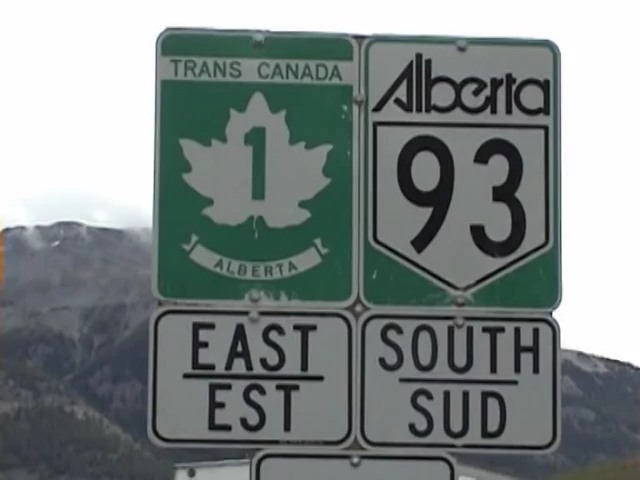 TRANS CANADA
1
ALBERTA
EAST
EST
Alberta
93
SOUTH
SUD